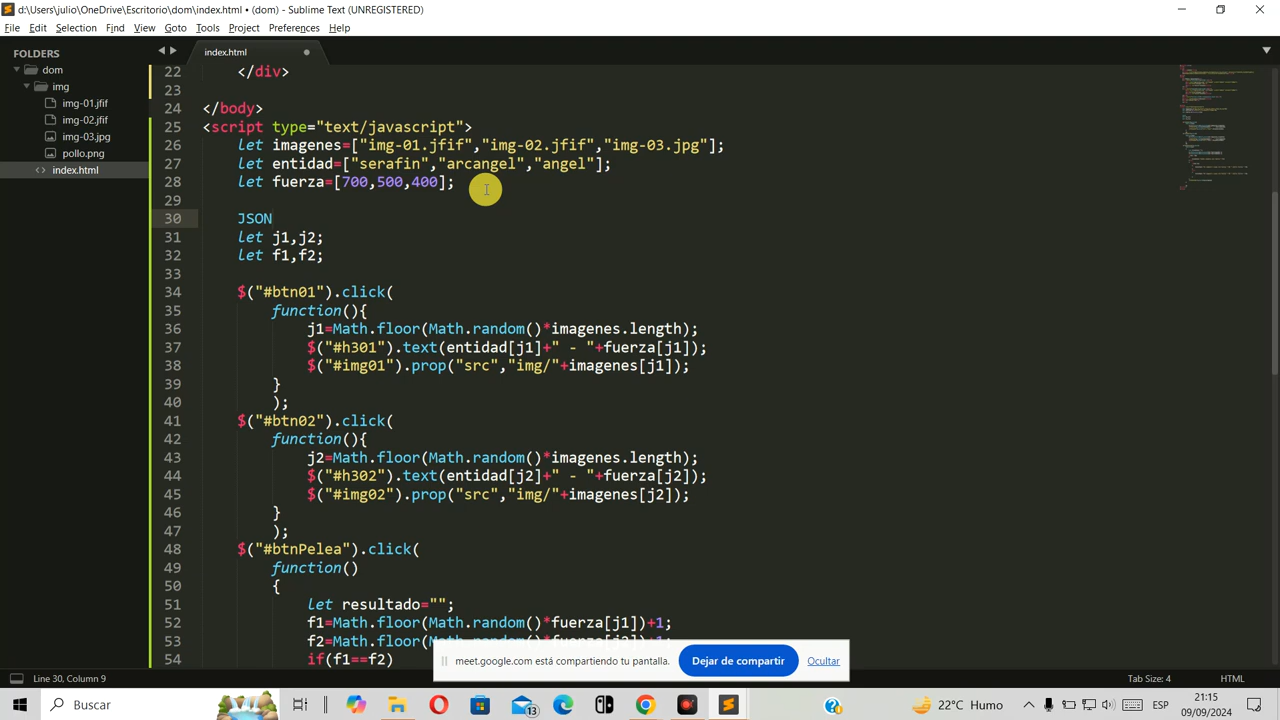 d:\Users\julio\OneDrive\Escritorio\dom\index.html • (dom) - Sublime Text (UNREGISTERED)
File Edit Selection Find View Goto Tools Project Preferences Help
FOLDERS
dom
img
img-01.jfif
img-02.jfif
img-03.jpg
pollo.png
index.html
index.html
22 </div>
23
24 </body>
25 <script type="text/javascript">
26 let imagenes=["img-01.jfif","img-02.jfif","img-03.jpg"];
27 let entidad=["serafin","arcangel","angel"];
28 let fuerza=[700,500,400];
29
30 JSON
31 let j1,j2;
32 let f1,f2;
33
34 $("#btn01").click(
35 function(){
36 j1=Math.floor(Math.random()*imagenes.length);
37 $("#h301").text(entidad[j1]+" - "+fuerza[j1]);
38 $("#img01").prop("src","img/"+imagenes[j1]);
39 }
40 );
41 $("#btn02").click(
42 function(){
43 j2=Math.floor(Math.random()*imagenes.length);
44 $("#h302").text(entidad[j2]+" - "+fuerza[j2]);
45 $("#img02").prop("src","img/"+imagenes[j2]);
46 }
47 );
48 $("#btnPelea").click(
49 function()
50 {
51 let resultado="";
52 f1=Math.floor(Math.random()*fuerza[j1])+1;
53 f2=Math.floor(Math.random()*fuerza[j2])+1;
54 if(f1==f2)
meet.google.com está compartiendo tu pantalla. Dejar de compartir Ocultar
Line 30, Column 9 Tab Size: 4 HTML
Buscar 13 22°C Humo ESP 21:15
09/09/2024